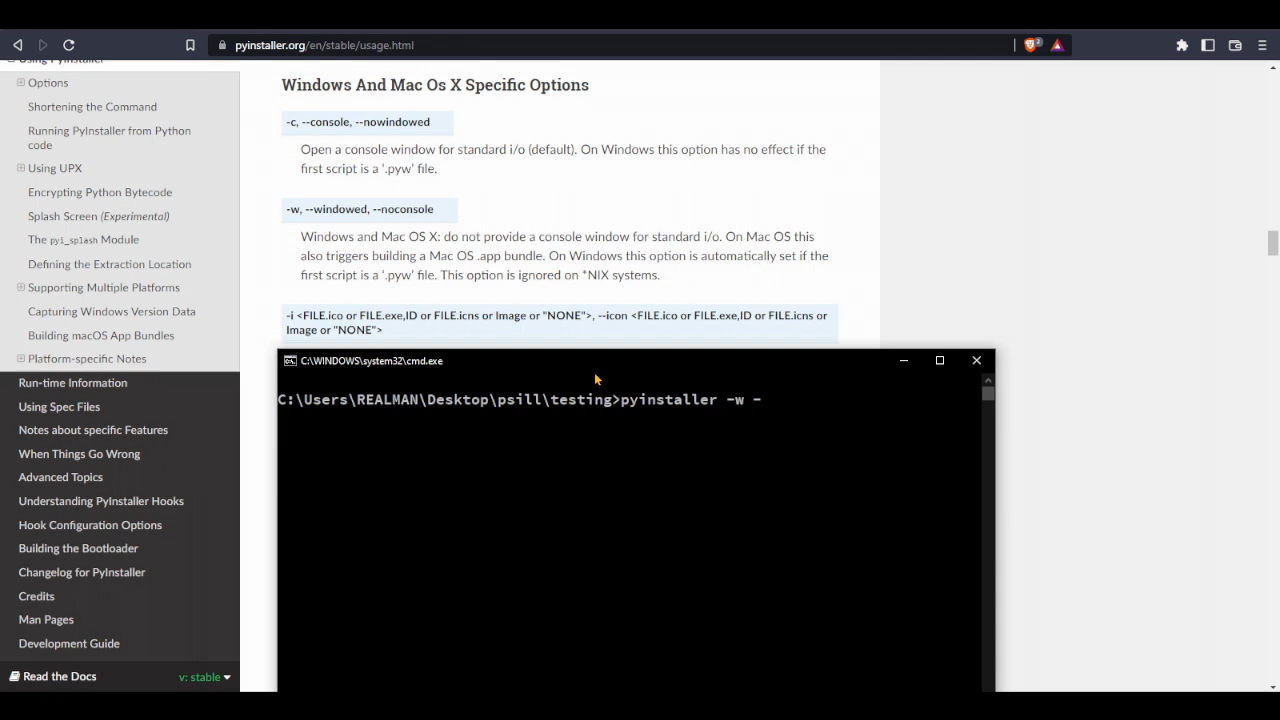 pyinstaller.org/en/stable/usage.html
2
Using PyInstaller
Options
Shortening the Command
Running PyInstaller from Python
code
Using UPX
Encrypting Python Bytecode
Splash Screen (Experimental)
The pyi_splash Module
Defining the Extraction Location
Supporting Multiple Platforms
Capturing Windows Version Data
Building macOS App Bundles
Platform-specific Notes
Run-time Information
Using Spec Files
Notes about specific Features
When Things Go Wrong
Advanced Topics
Understanding PyInstaller Hooks
Hook Configuration Options
Building the Bootloader
Changelog for PyInstaller
Credits
Man Pages
Development Guide
Read the Docs
v: stable
Windows And Mac Os X Specific Options
-c, --console, --nowindowed
Open a console window for standard i/o (default). On Windows this option has no effect if the
first script is a ‘.pyw’ file.
-w, --windowed, --noconsole
Windows and Mac OS X: do not provide a console window for standard i/o. On Mac OS this
also triggers building a Mac OS .app bundle. On Windows this option is automatically set if the
first script is a ‘.pyw’ file. This option is ignored on *NIX systems.
-i <FILE.ico or FILE.exe,ID or FILE.icns or Image or "NONE">, --icon <FILE.ico or FILE.exe,ID or FILE.icns or
Image or "NONE">
C:\WINDOWS\system32\cmd.exe
C:\Users\REALMAN\Desktop\psill\testing>pyinstaller -w -